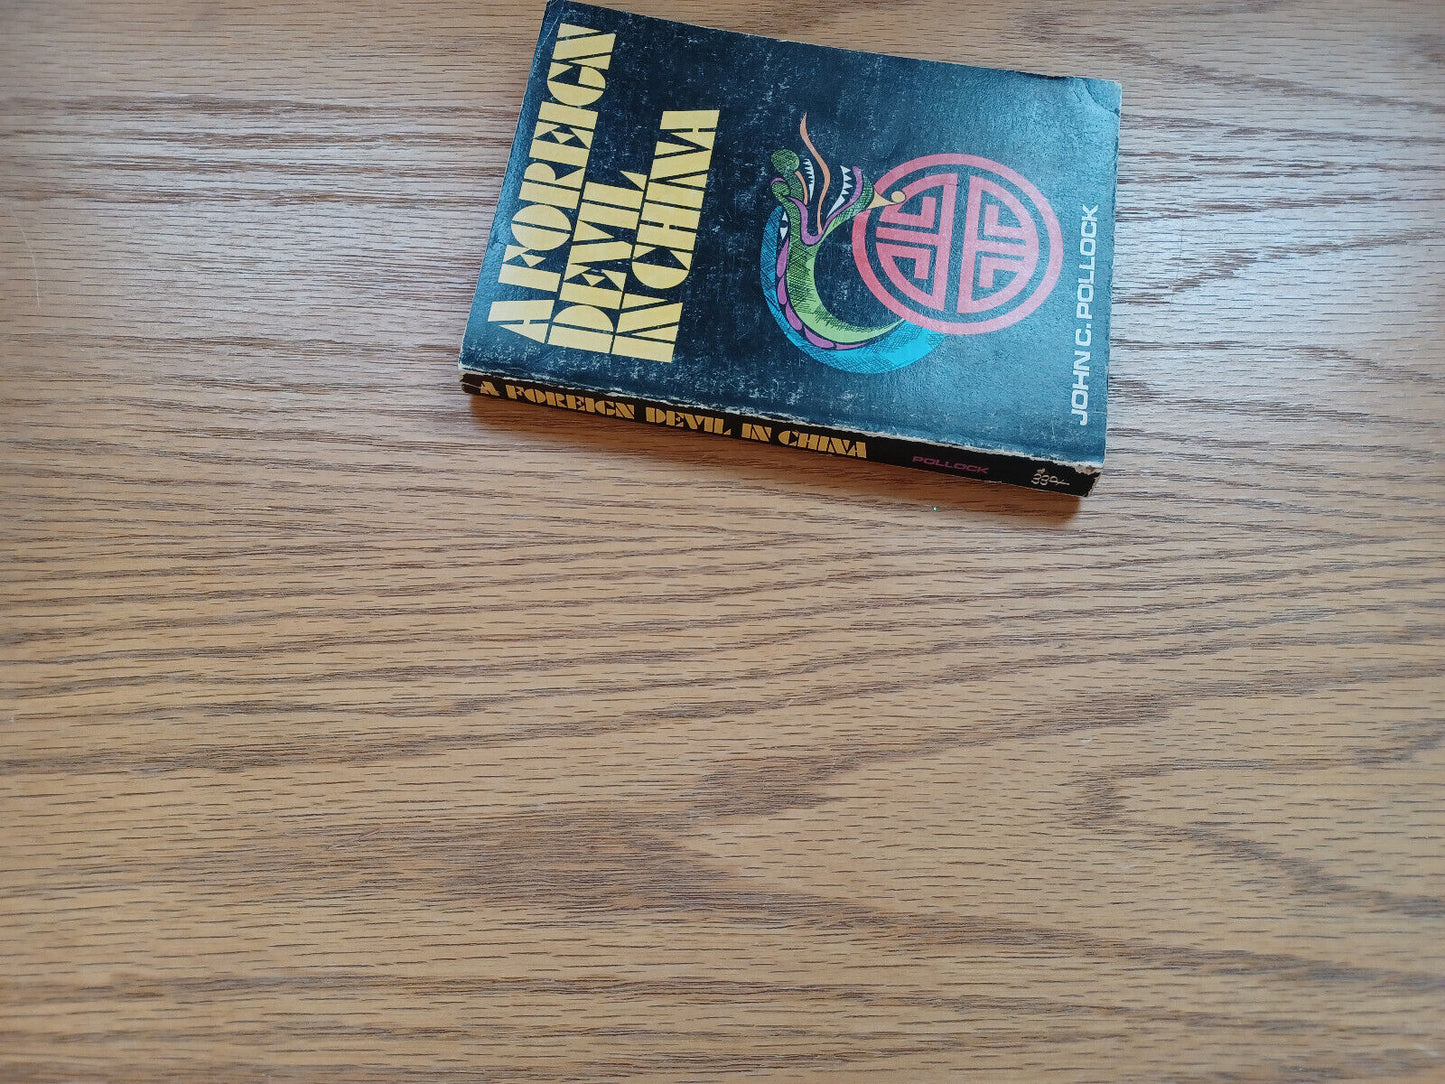 A FOREIGN
DEVIL
IN CHINA
JOHN C. POLLOCK
A FOREIGN DEVIL IN CHINA
POLLOCK